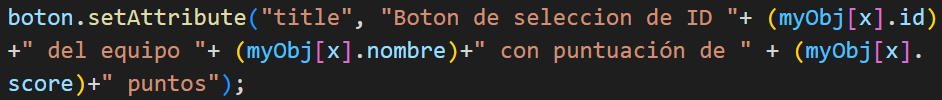 boton.setAttribute("title", "Boton de seleccion de ID "+ (myObj[x].id)
+" del equipo "+ (myObj[x].nombre)+" con puntuación de " + (myObj[x].
score)+" puntos");